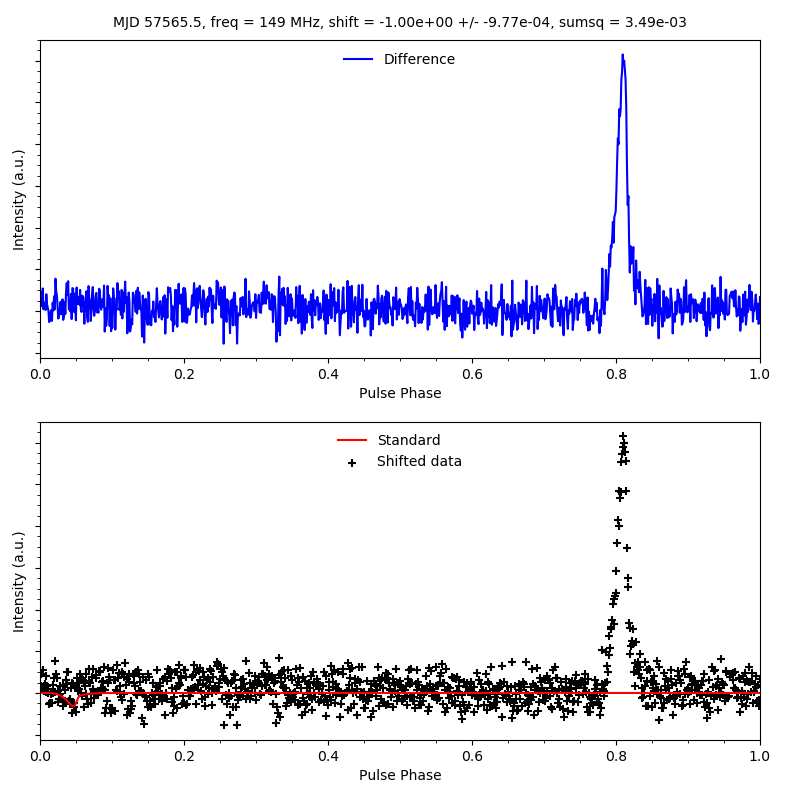 MJD 57565.5, freq = 149 MHz, shift = -1.00e+00 +/- -9.77e-04, sumsq = 3.49e-03
Difference
Intensity (a.u.)
0.0 0.2 0.4 0.6 0.8 1.0
Pulse Phase
Standard
Shifted data
Intensity (a.u.)
0.0 0.2 0.4 0.6 0.8 1.0
Pulse Phase